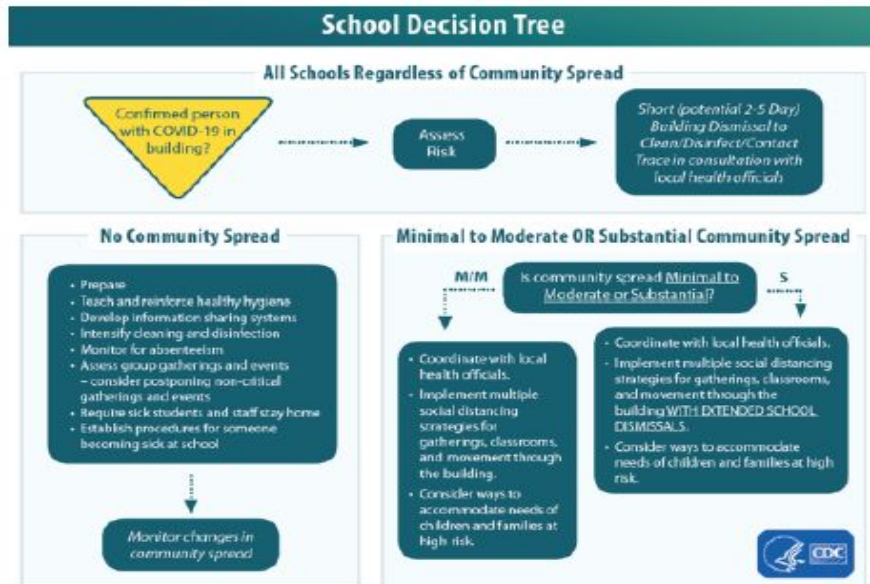 School Decision Tree
All Schools Regardless of Community Spread
Confirmed person
with COVID-19 in
building?
Assess
Risk
Short (potential 2-5 Day)
Building Dismissal to
Clean/Disinfect/Contact
Trace in consultation with
local health officials
No Community Spread
• Prepare
• Teach and reinforce healthy hygiene
• Develop information sharing systems
• Intensify cleaning and disinfection
• Monitor for absenteeism
• Assess group gatherings and events
– consider postponing non-critical
gatherings and events
• Require sick students and staff stay home
• Establish procedures for someone
becoming sick at school
Monitor changes in
community spread
Minimal to Moderate OR Substantial Community Spread
M/M
Is community spread Minimal to
Moderate or Substantial?
S
• Coordinate with local
health officials.
• Implement multiple
social distancing
strategies for
gatherings, classrooms,
and movement through
the building.
• Consider ways to
accommodate needs of
children and families at
high risk.
• Coordinate with local health officials.
• Implement multiple social distancing
strategies for gatherings, classrooms,
and movement through the
building WITH EXTENDED SCHOOL
DISMISSALS.
• Consider ways to accommodate
needs of children and families at high
risk.
CDC